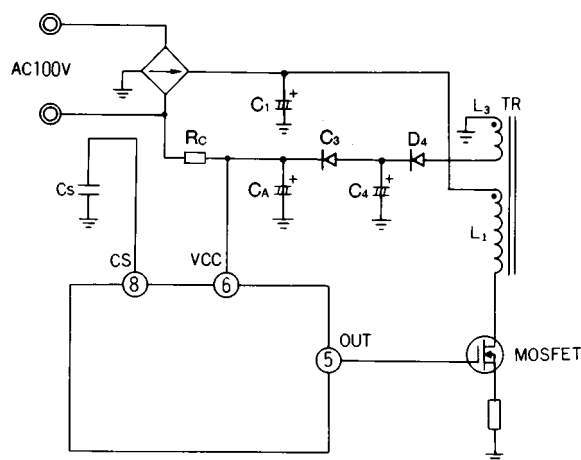 AC100V
C1
+
RC
C3
D4
L3
TR
CS
CA
+
C4
+
L1
CS
VCC
8
6
OUT
5
MOSFET